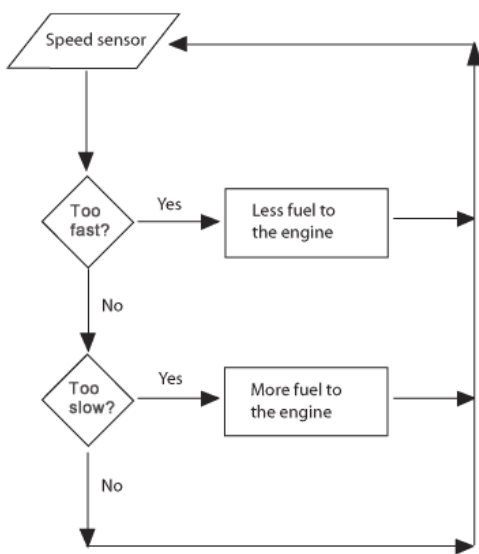 Speed sensor
Too
fast?
Yes
Less fuel to
the engine
No
Too
slow?
Yes
More fuel to
the engine
No